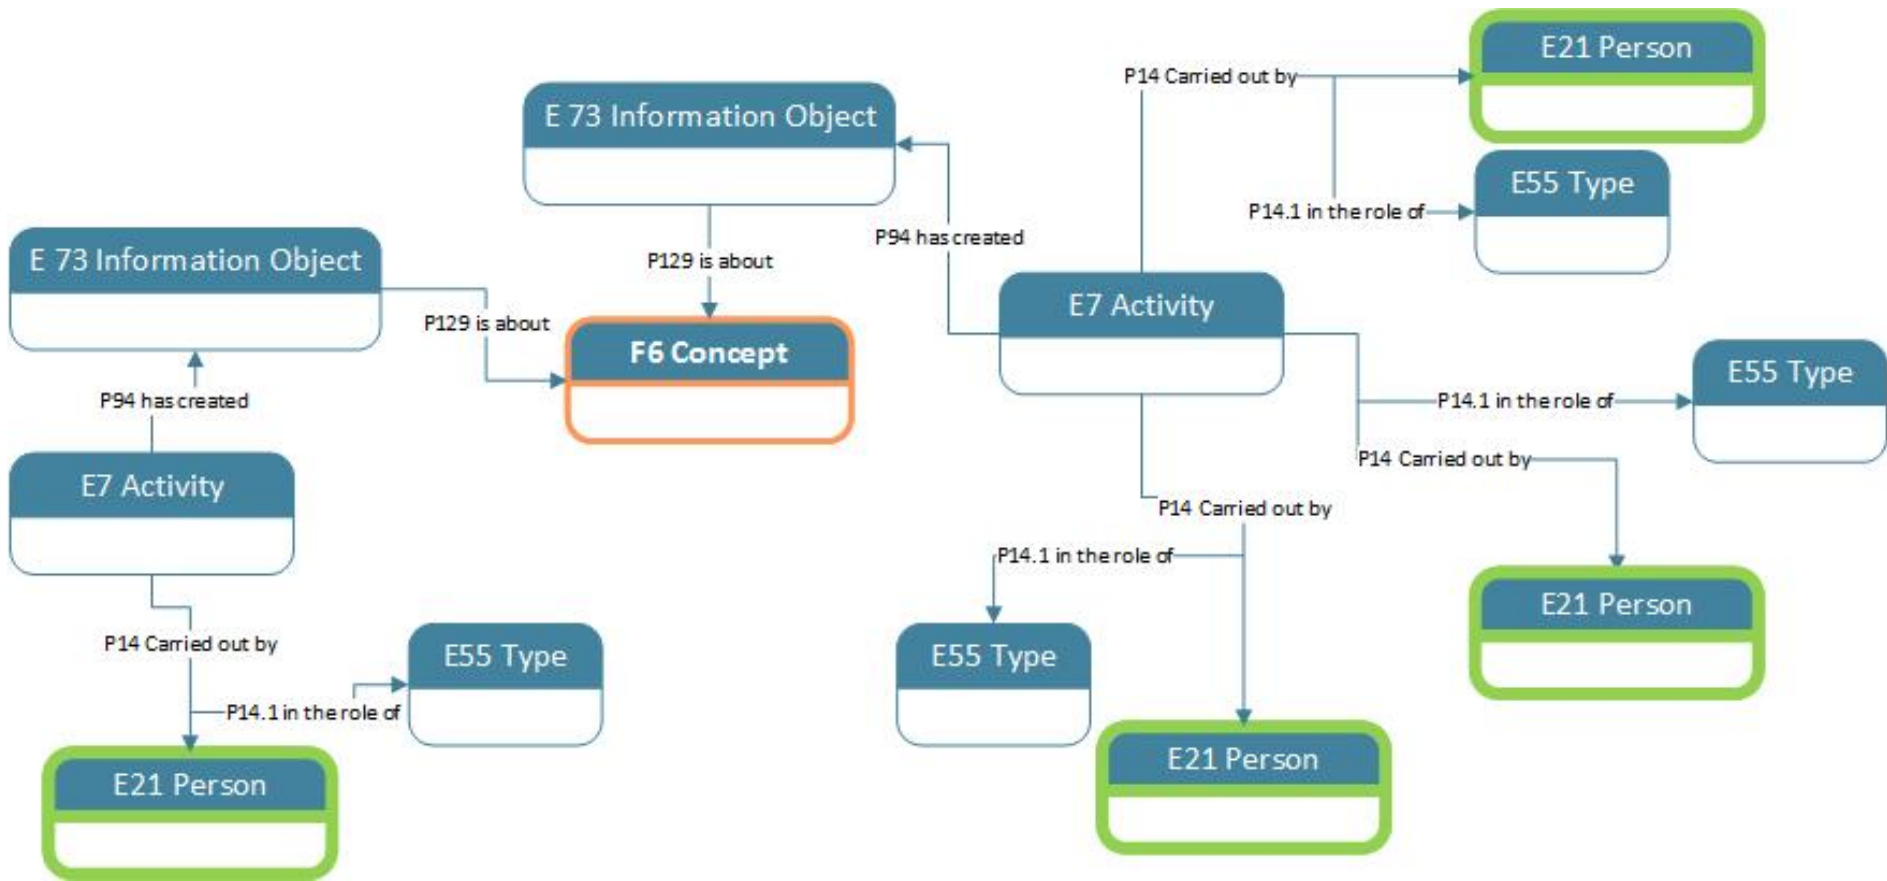 E21 Person
P14 Carried out by
E 73 Information Object
E55 Type
P14.1 in the role of
P94 has created
E 73 Information Object
P129 is about
E7 Activity
P129 is about
F6 Concept
E55 Type
P94 has created
P14.1 in the role of
P14 Carried out by
E7 Activity
P14 Carried out by
P14.1 in the role of
E21 Person
P14 Carried out by
E55 Type
E55 Type
P14.1 in the role of
E21 Person
E21 Person